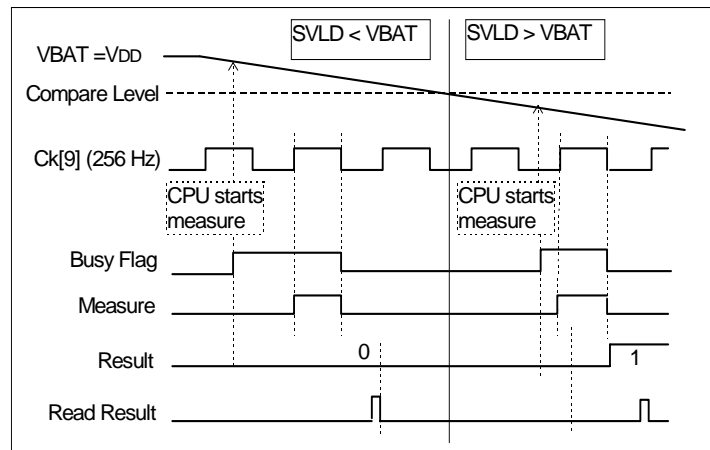 SVLD < VBAT
SVLD > VBAT
VBAT =VDD
Compare Level
Ck[9] (256 Hz)
CPU starts
measure
CPU starts
measure
Busy Flag
Measure
Result
0
1
Read Result